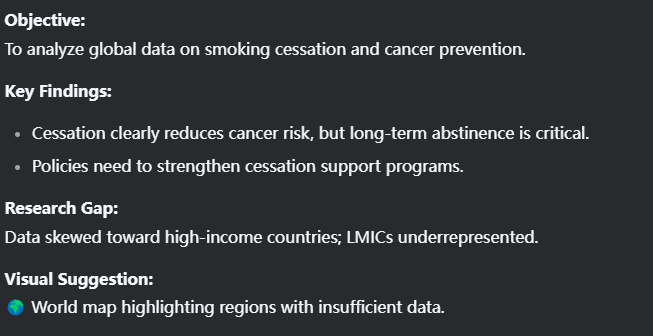 Objective:
To analyze global data on smoking cessation and cancer prevention.
Key Findings:
• Cessation clearly reduces cancer risk, but long-term abstinence is critical.
• Policies need to strengthen cessation support programs.
Research Gap:
Data skewed toward high-income countries; LMICs underrepresented.
Visual Suggestion:
🌍 World map highlighting regions with insufficient data.